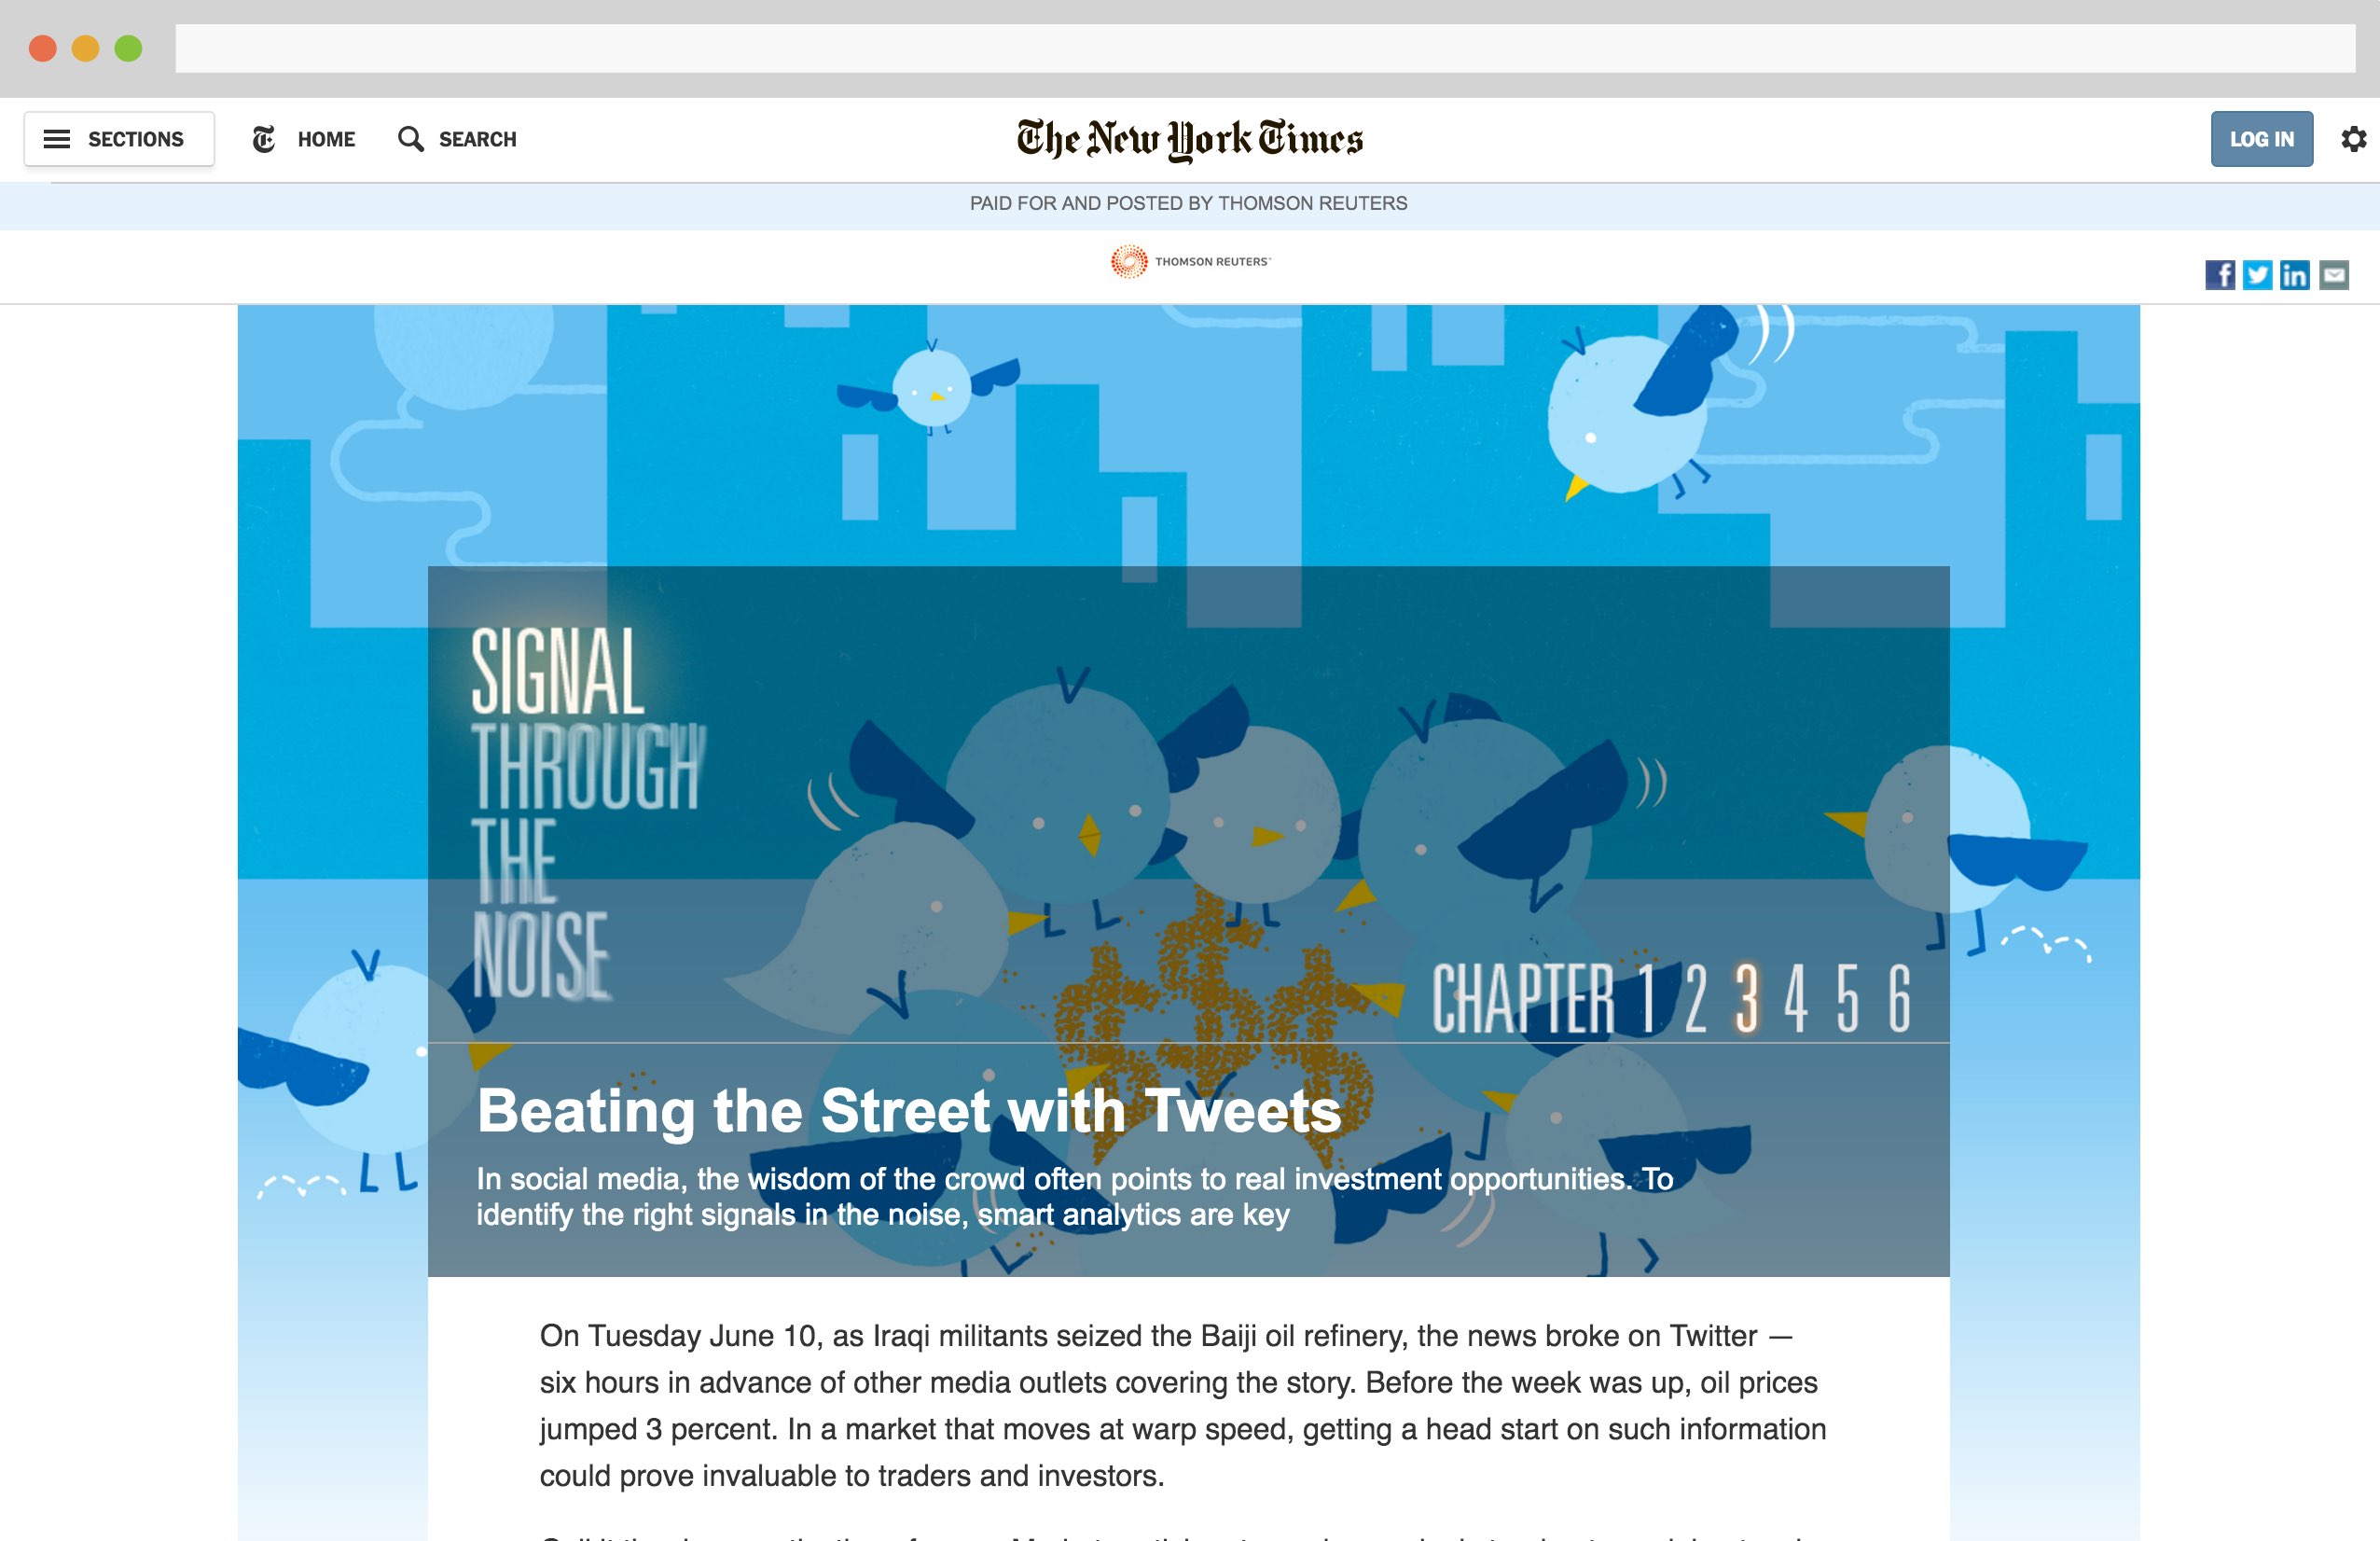 SECTIONS
HOME
SEARCH
The New York Times
LOG IN
PAID FOR AND POSTED BY THOMSON REUTERS
THOMSON REUTERS
SIGNAL
THROUGH
THE
NOISE
CHAPTER 1 2 3 4 5 6
Beating the Street with Tweets
In social media, the wisdom of the crowd often points to real investment opportunities. To
identify the right signals in the noise, smart analytics are key
On Tuesday June 10, as Iraqi militants seized the Baiji oil refinery, the news broke on Twitter —
six hours in advance of other media outlets covering the story. Before the week was up, oil prices
jumped 3 percent. In a market that moves at warp speed, getting a head start on such information
could prove invaluable to traders and investors.